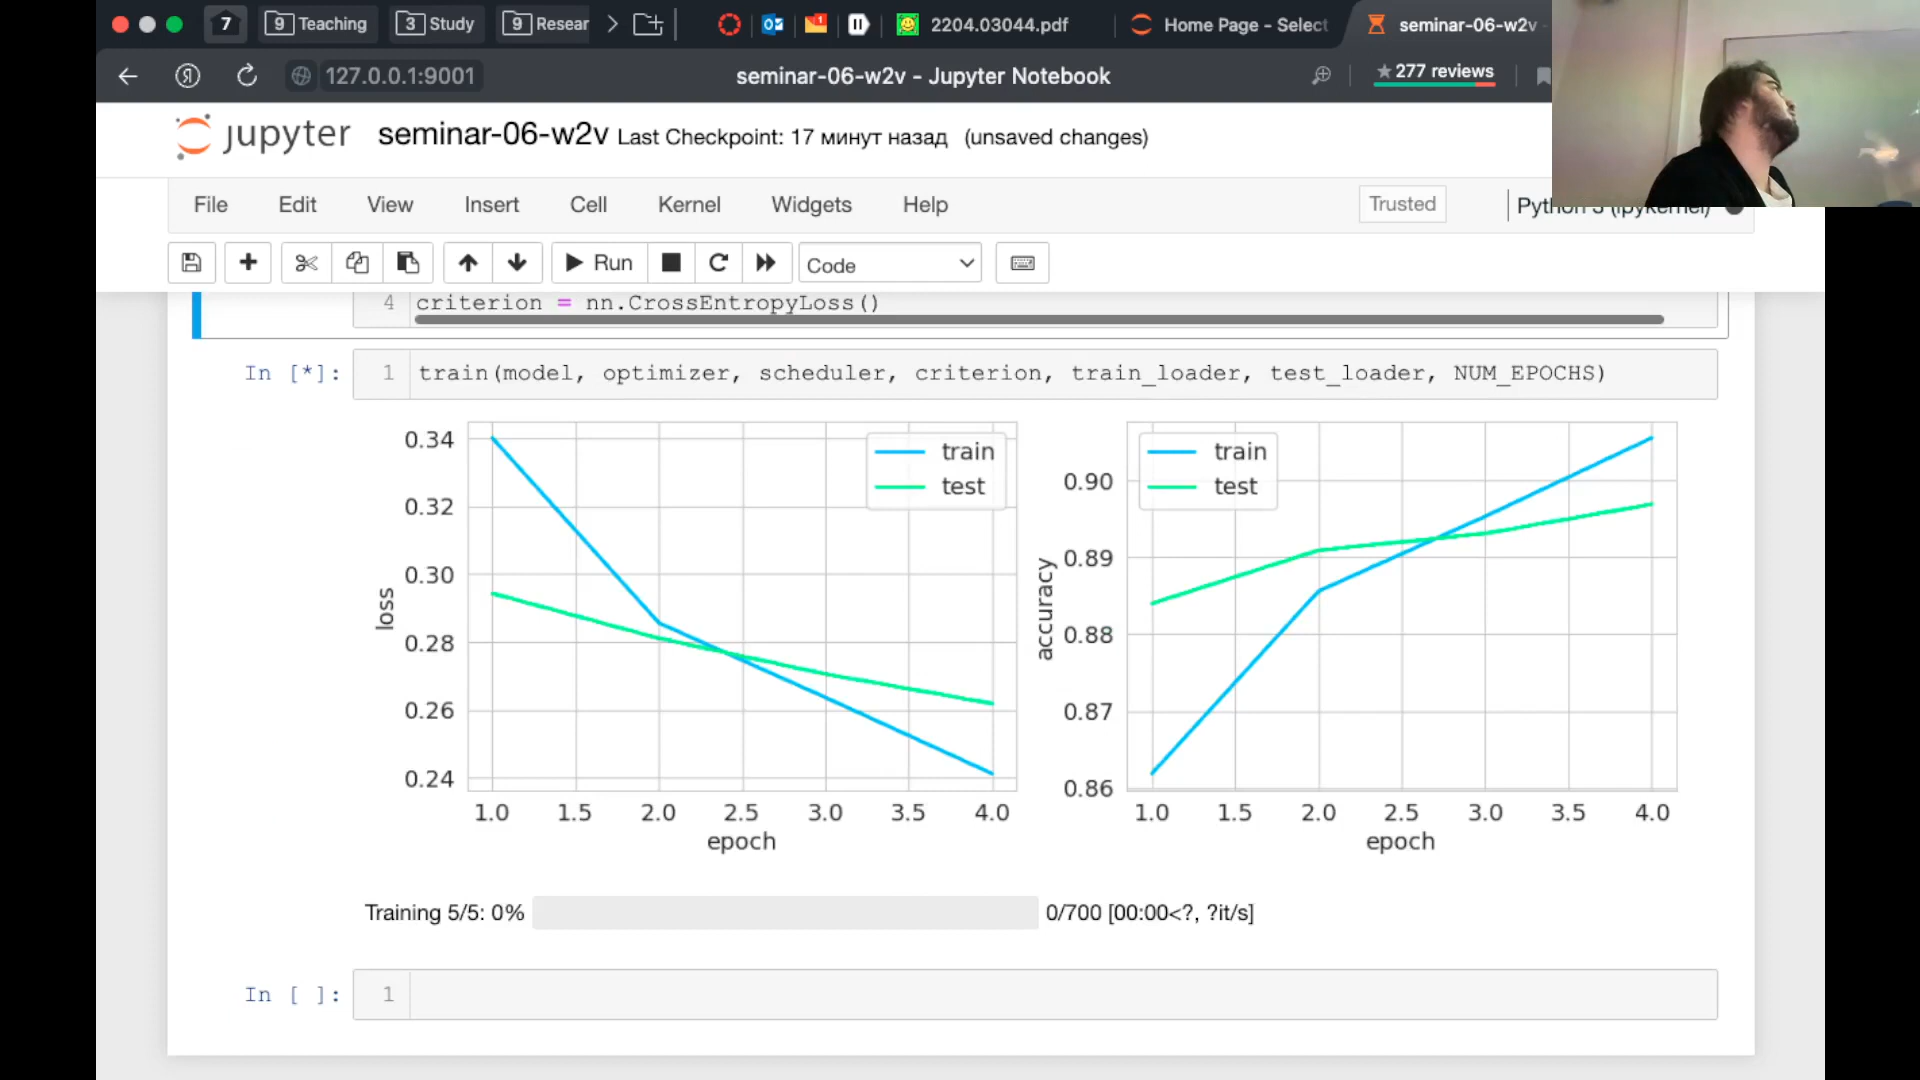 7 9 Teaching 3 Study 9 Resear 1 2204.03044.pdf Home Page - Select seminar-06-w2v -
127.0.0.1:9001 seminar-06-w2v - Jupyter Notebook ★277 reviews
jupyter seminar-06-w2v Last Checkpoint: 17 минут назад (unsaved changes)
File Edit View Insert Cell Kernel Widgets Help Trusted Python 3 (ipykernel)
Run Code
4 criterion = nn.CrossEntropyLoss()
In [*]: 1 train(model, optimizer, scheduler, criterion, train_loader, test_loader, NUM_EPOCHS)
train
test
0.34
0.32
0.30
0.28
0.26
0.24
loss
1.0 1.5 2.0 2.5 3.0 3.5 4.0
epoch
train
test
0.90
0.89
0.88
0.87
0.86
accuracy
1.0 1.5 2.0 2.5 3.0 3.5 4.0
epoch
Training 5/5: 0% 0/700 [00:00<?, ?it/s]
In [ ]: 1